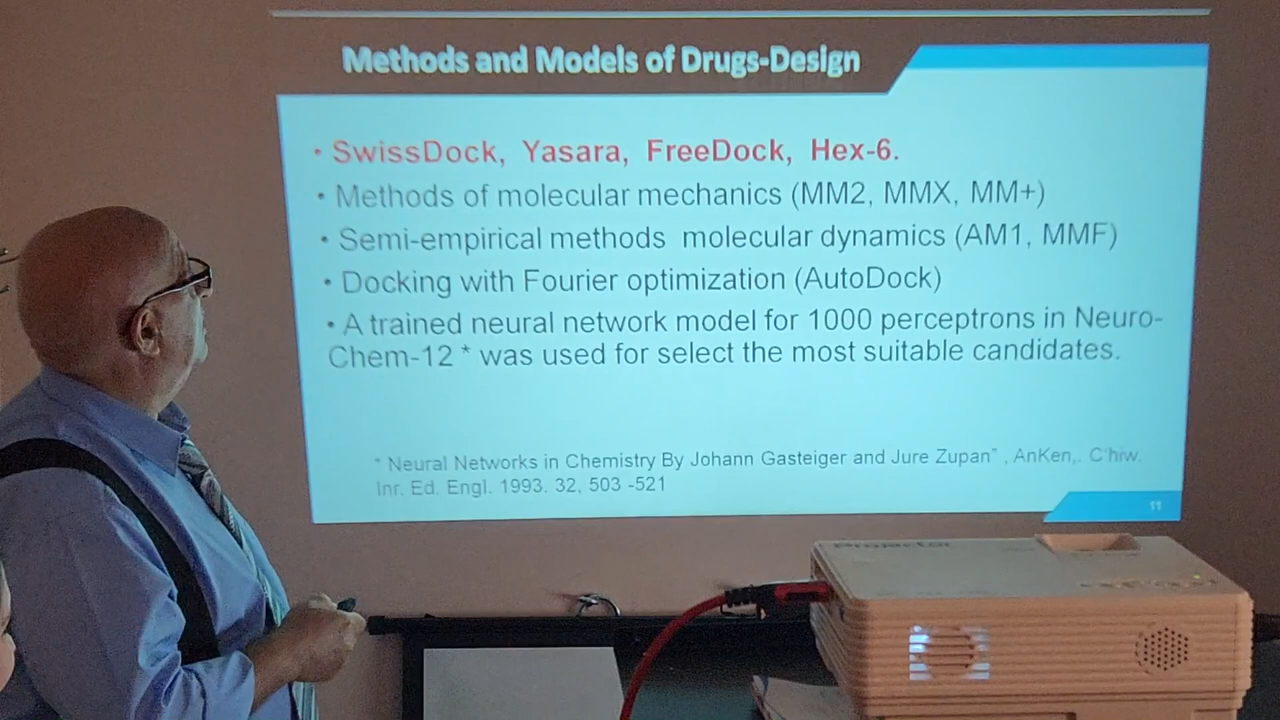 Methods and Models of Drugs-Design
• SwissDock, Yasara, FreeDock, Hex-6.
• Methods of molecular mechanics (MM2, MMX, MM+)
• Semi-empirical methods molecular dynamics (AM1, MMF)
• Docking with Fourier optimization (AutoDock)
• A trained neural network model for 1000 perceptrons in Neuro-
Chem-12 * was used for select the most suitable candidates.
* Neural Networks in Chemistry By Johann Gasteiger and Jure Zupan" , AnKen,. C'hiw.
Inr. Ed. Engl. 1993. 32, 503 -521
11
Projector